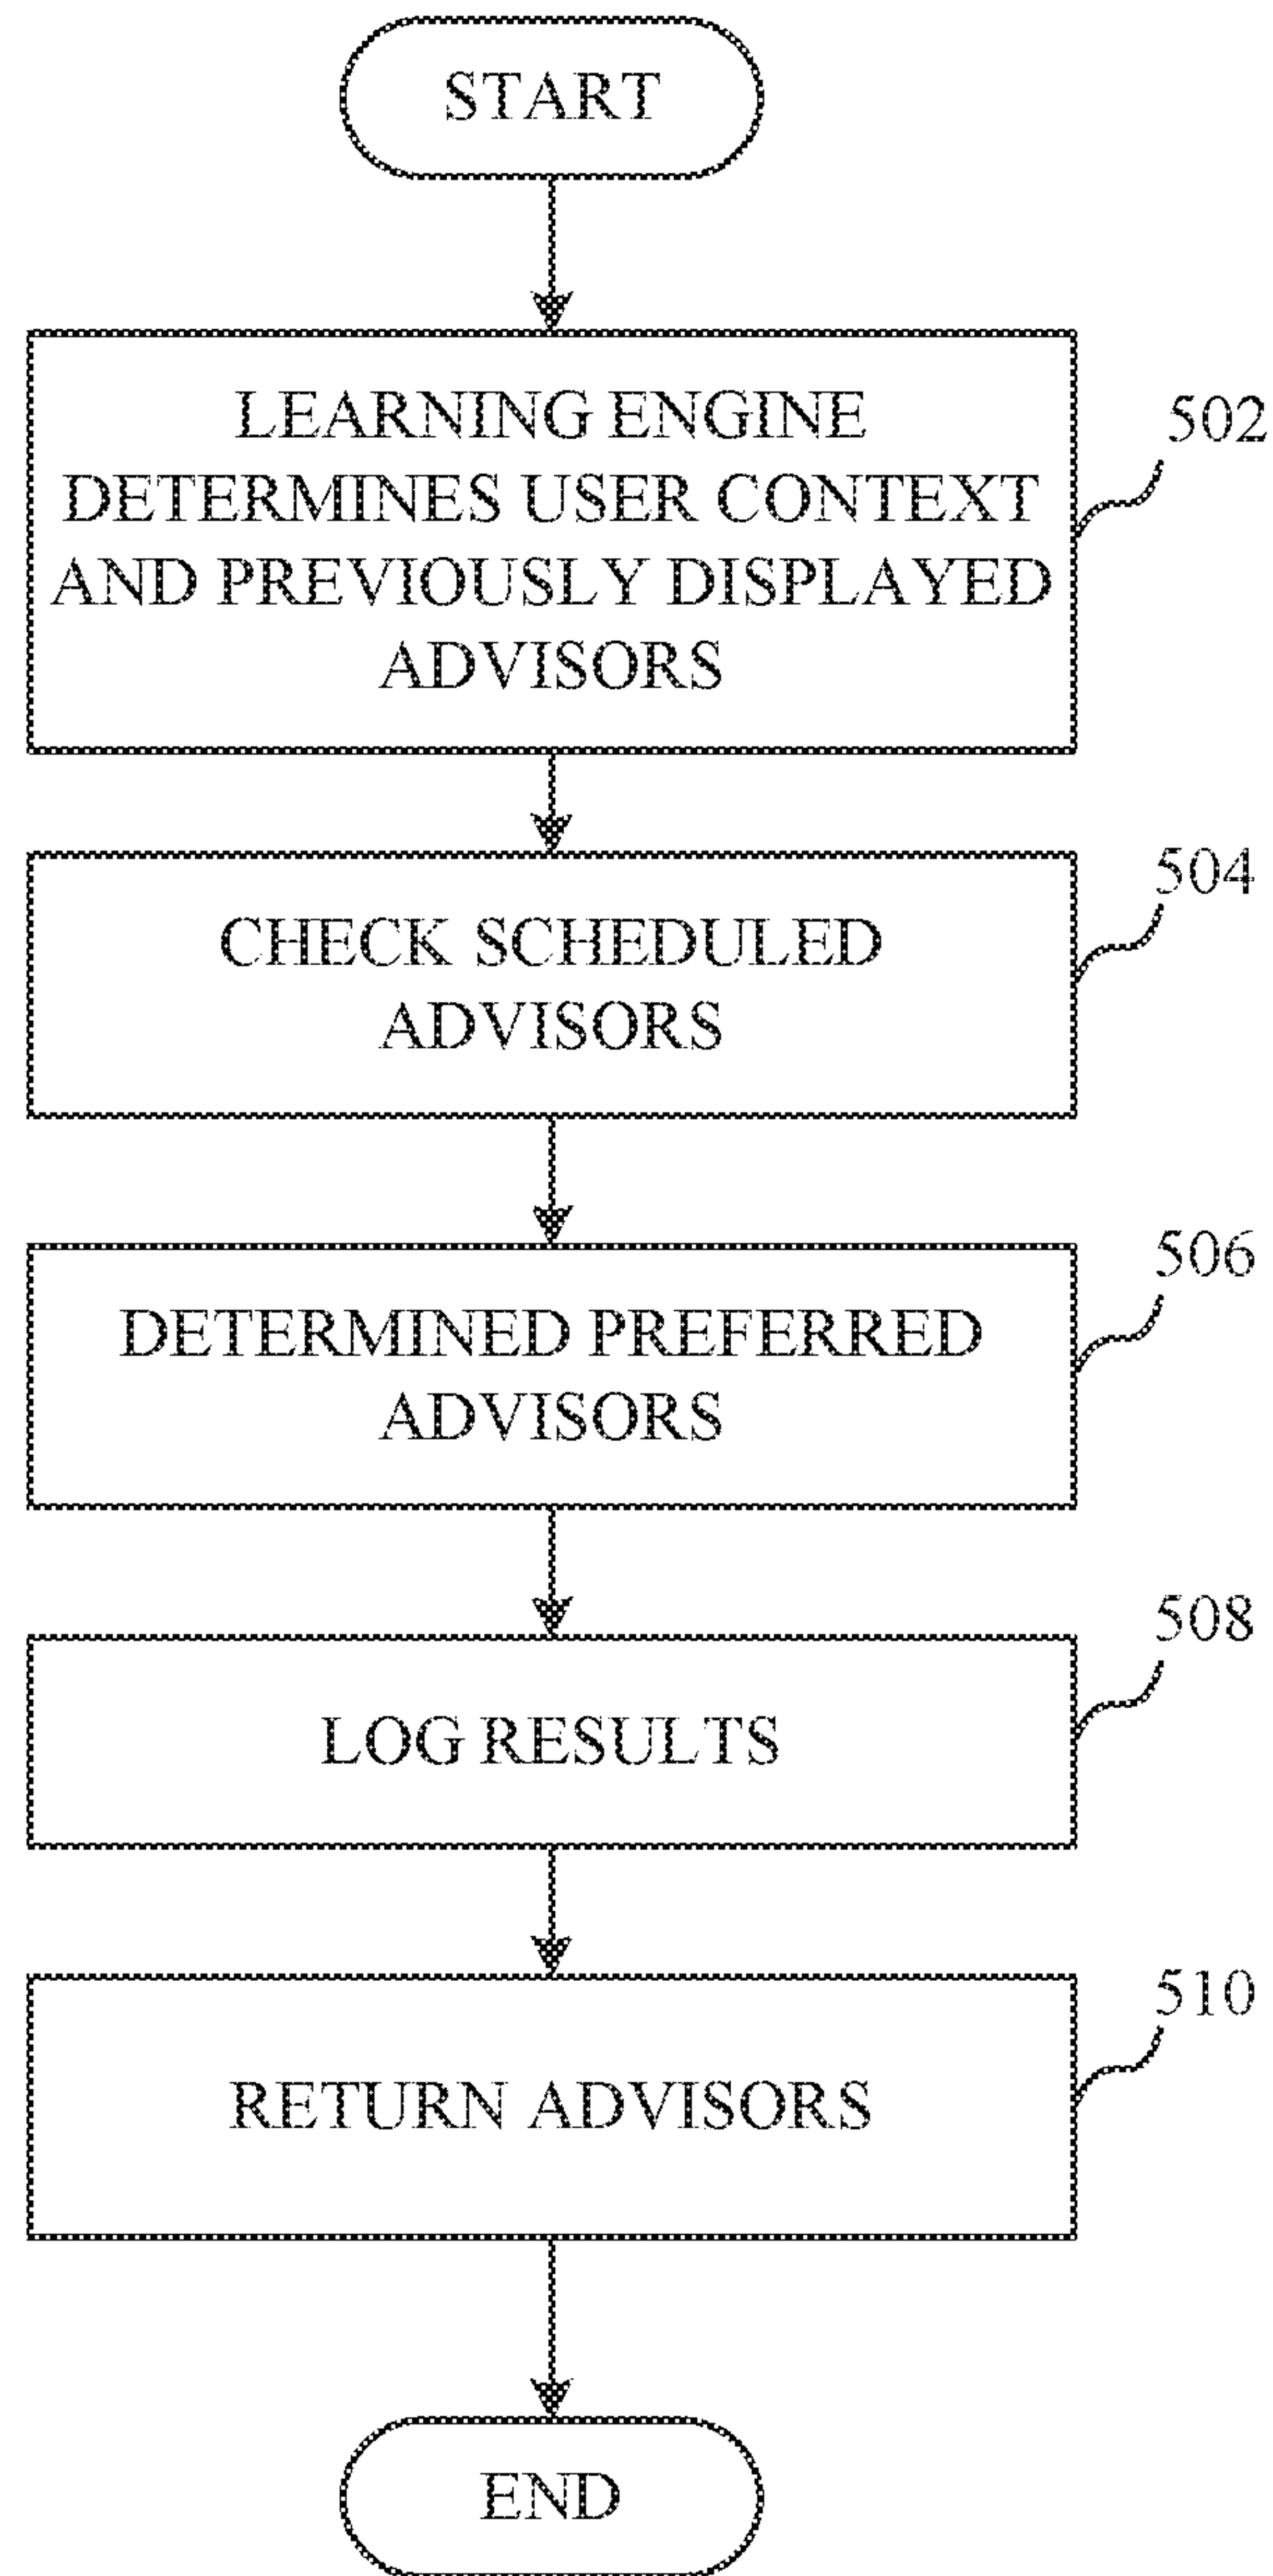 START
LEARNING ENGINE
DETERMINES USER CONTEXT
AND PREVIOUSLY DISPLAYED
ADVISORS
502
CHECK SCHEDULED
ADVISORS
504
DETERMINED PREFERRED
ADVISORS
506
LOG RESULTS
508
RETURN ADVISORS
510
END